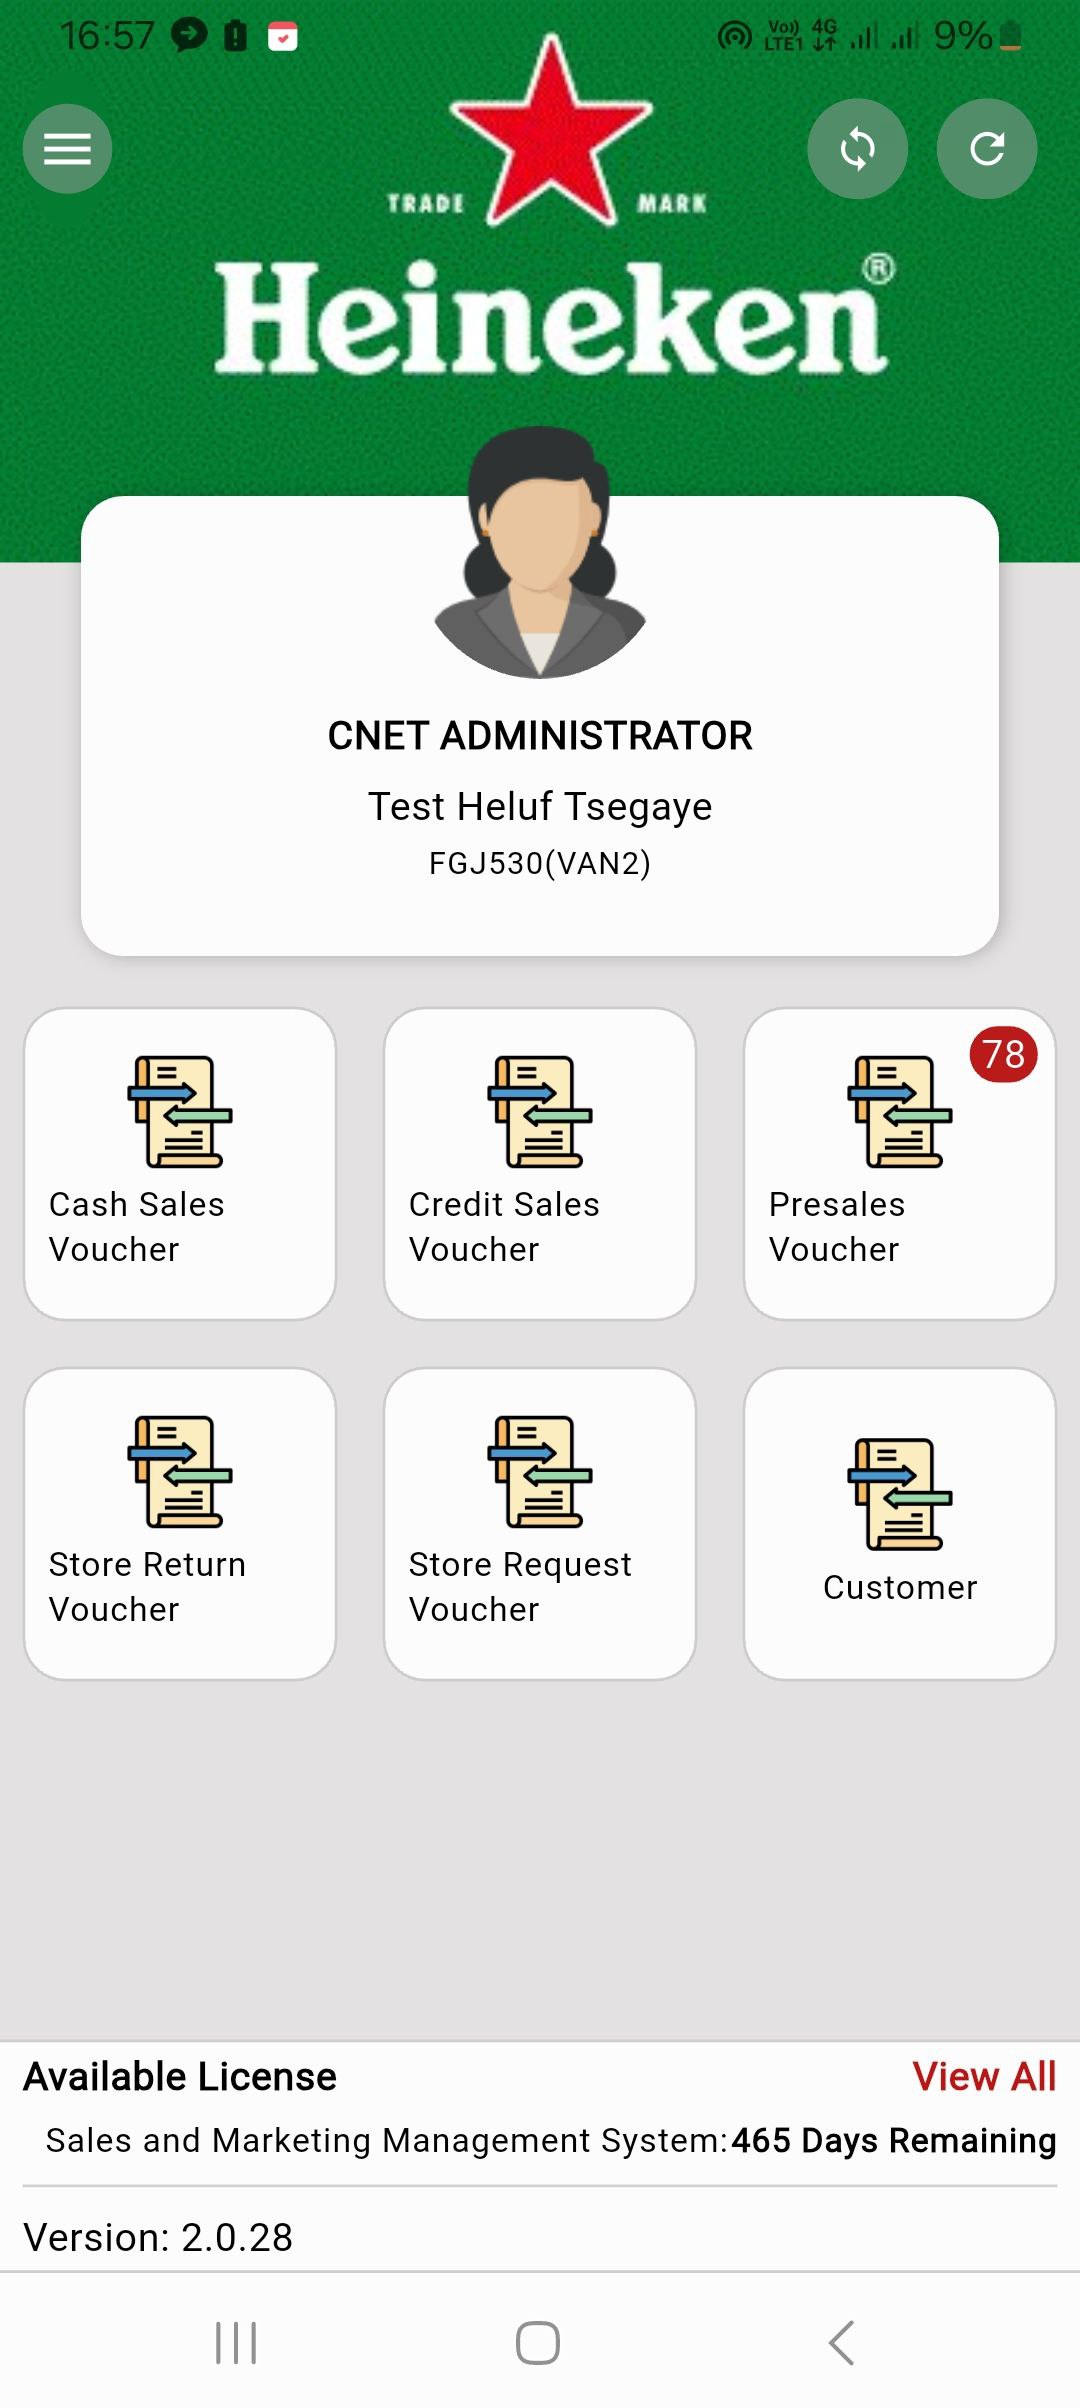 16:57
Vo)) 4G 9%
LTE1
TRADE MARK
Heineken®
CNET ADMINISTRATOR
Test Heluf Tsegaye
FGJ530(VAN2)
78
Cash Sales
Voucher
Credit Sales
Voucher
Presales
Voucher
Store Return
Voucher
Store Request
Voucher
Customer
Available License View All
Sales and Marketing Management System: 465 Days Remaining
Version: 2.0.28